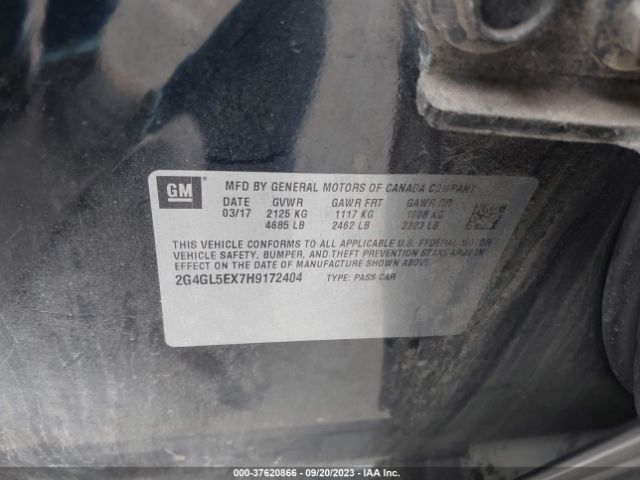 GM MFD BY GENERAL MOTORS OF CANADA COMPANY
DATE GVWR GAWR FRT GAWR RR
03/17 2125 KG 1117 KG 1008 KG
4685 LB 2462 LB 2223 LB
THIS VEHICLE CONFORMS TO ALL APPLICABLE U.S. FEDERAL MOTOR
VEHICLE SAFETY, BUMPER, AND THEFT PREVENTION STANDARDS IN
EFFECT ON THE DATE OF MANUFACTURE SHOWN ABOVE.
2G4GL5EX7H9172404 TYPE: PASS CAR
000-37620866 - 09/20/2023 - IAA Inc.